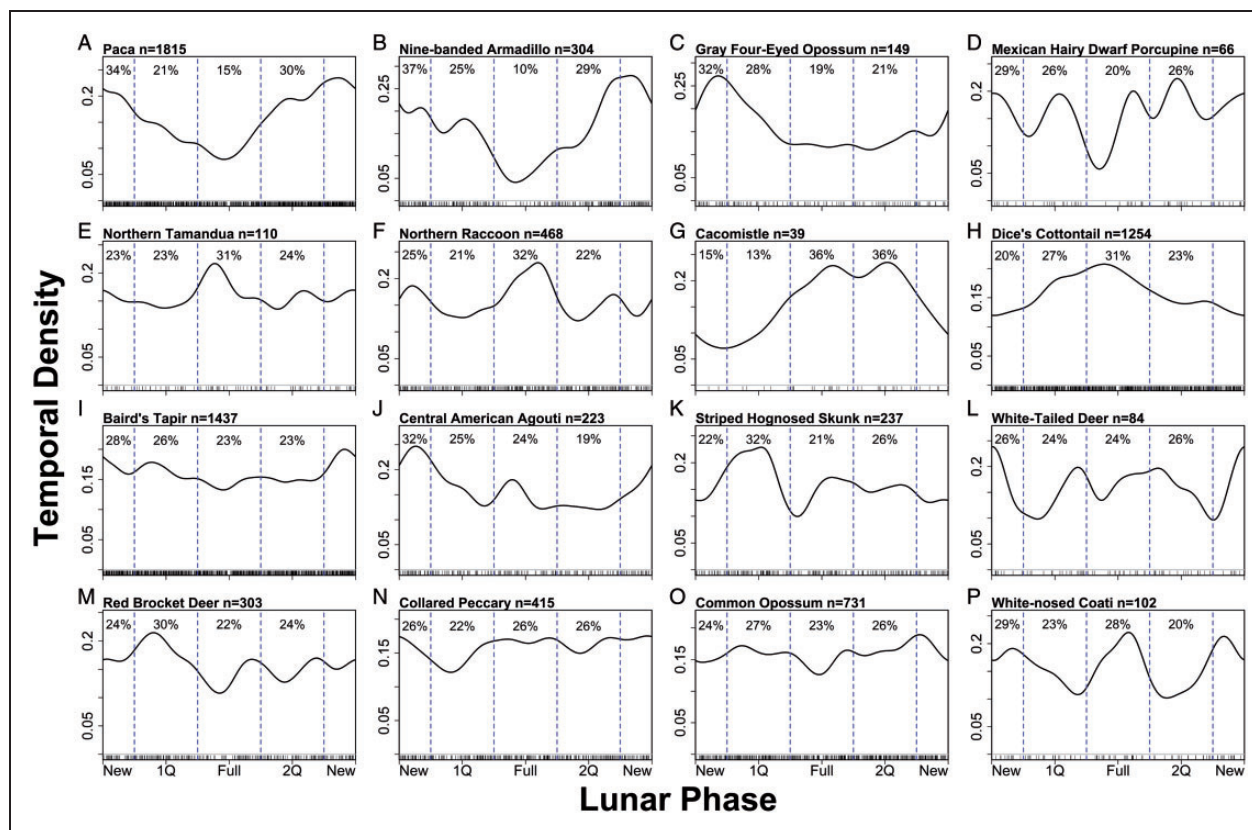 A Paca n=1815
34% 21% 15% 30%
0.2
0.05
B Nine-banded Armadillo n=304
37% 25% 10% 29%
0.25
0.05
C Gray Four-Eyed Opossum n=149
32% 28% 19% 21%
0.25
0.05
D Mexican Hairy Dwarf Porcupine n=66
29% 26% 20% 26%
0.2
0.05
E Northern Tamandua n=110
23% 23% 31% 24%
0.2
0.05
F Northern Raccoon n=468
25% 21% 32% 22%
0.2
0.05
G Cacomistle n=39
15% 13% 36% 36%
0.2
0.05
H Dice's Cottontail n=1254
20% 27% 31% 23%
0.15
0.05
I Baird's Tapir n=1437
28% 26% 23% 23%
0.15
0.05
J Central American Agouti n=223
32% 25% 24% 19%
0.2
0.05
K Striped Hognosed Skunk n=237
22% 32% 21% 26%
0.2
0.05
L White-Tailed Deer n=84
26% 24% 24% 26%
0.2
0.05
M Red Brocket Deer n=303
24% 30% 22% 24%
0.2
0.05
N Collared Peccary n=415
26% 22% 26% 26%
0.15
0.05
O Common Opossum n=731
24% 27% 23% 26%
0.15
0.05
P White-nosed Coati n=102
29% 23% 28% 20%
0.2
0.05
New 1Q Full 2Q New
New 1Q Full 2Q New
New 1Q Full 2Q New
New 1Q Full 2Q New
Temporal Density
Lunar Phase